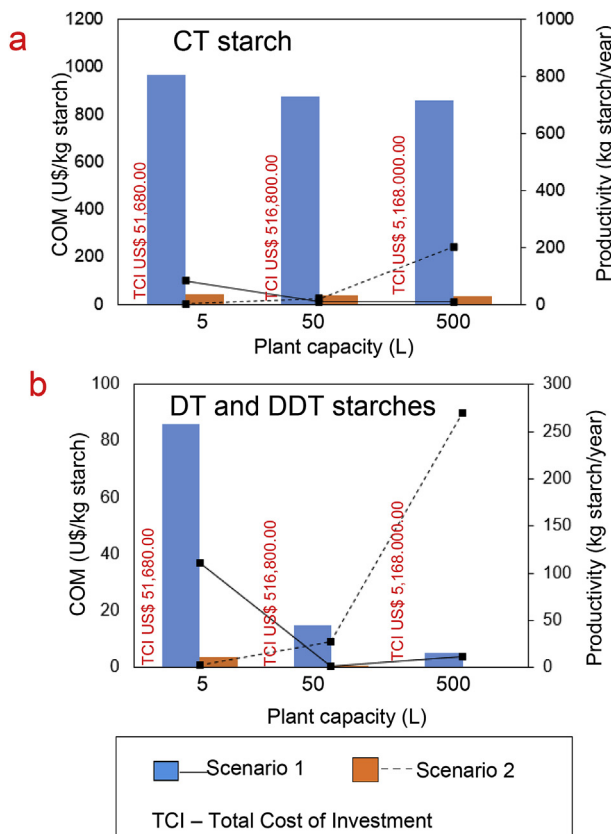 a
CT starch
COM (U$/kg starch)
1200
1000
800
600
400
200
0
TCI US$ 51,680.00
TCI US$ 516,800.00
TCI US$ 5,168.000.00
1000
800
600
400
200
0
Productivity (kg starch/year)
5 50 500
Plant capacity (L)
b
DT and DDT starches
COM (U$/kg starch)
100
80
60
40
20
0
TCI US$ 51,680.00
TCI US$ 516,800.00
TCI US$ 5,168.000.00
300
250
200
150
100
50
0
Productivity (kg starch/year)
5 50 500
Plant capacity (L)
Scenario 1 Scenario 2
TCI – Total Cost of Investment